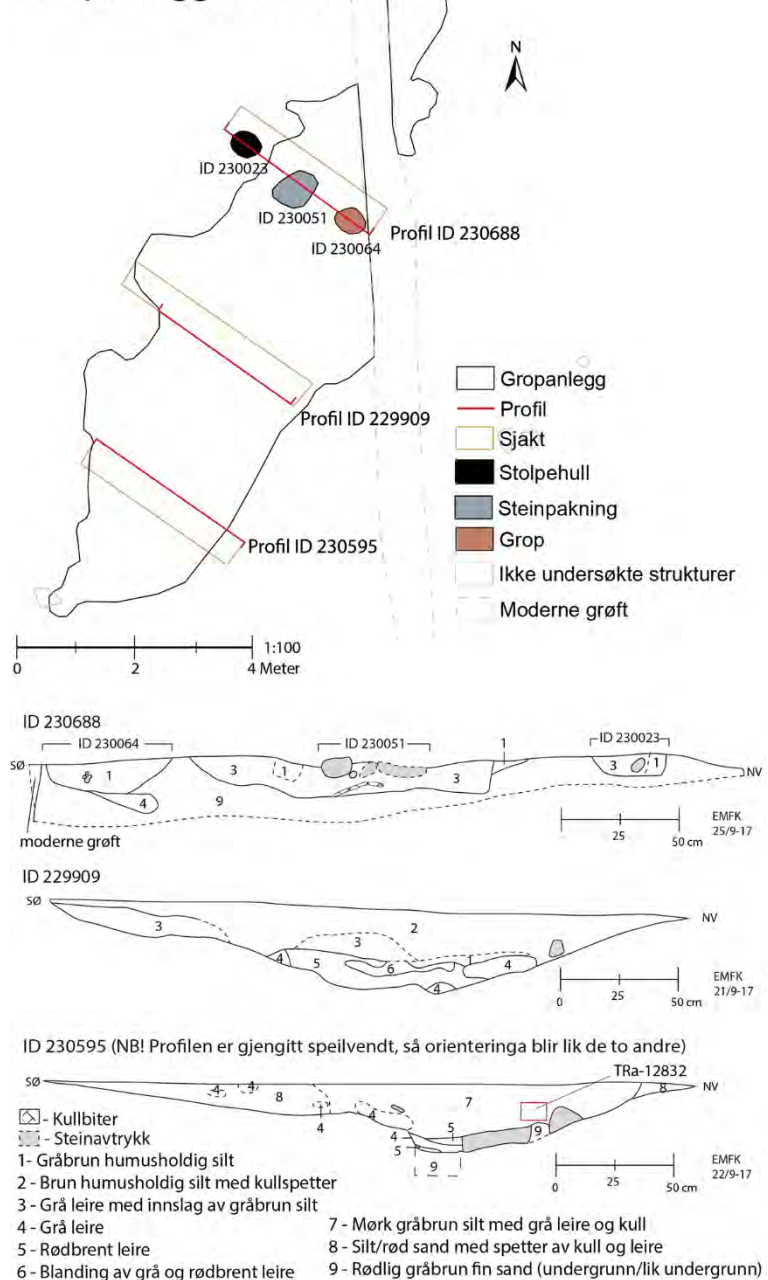 N
ID 230023
ID 230051
ID 230064
Profil ID 230688
Profil ID 229909
Profil ID 230595
Gropanlegg
Profil
Sjakt
Stolpehull
Steinpakning
Grop
Ikke undersøkte strukturer
Moderne grøft
1:100
0 2 4 Meter
ID 230688
ID 230064 ID 230051 1 ID 230023
SØ 1 3 1 3 3 1 NV
4 9
moderne grøft
0 25 50 cm
EMFK
25/9-17
ID 229909
SØ NV
3 2
3
4 5 6 1 4
4
0 25 50 cm
EMFK
21/9-17
ID 230595 (NB! Profilen er gjengitt speilvendt, så orienteringa blir lik de to andre)
TRa-12832
SØ 4 4 8 7 8 NV
4 4
4 5 9
5
9
0 25 50 cm
EMFK
22/9-17
- Kullbiter
- Steinavtrykk
1- Gråbrun humusholdig silt
2 - Brun humusholdig silt med kullspetter
3 - Grå leire med innslag av gråbrun silt
4 - Grå leire
5 - Rødbrent leire
6 - Blanding av grå og rødbrent leire
7 - Mørk gråbrun silt med grå leire og kull
8 - Silt/rød sand med spetter av kull og leire
9 - Rødlig gråbrun fin sand (undergrunn/lik undergrunn)